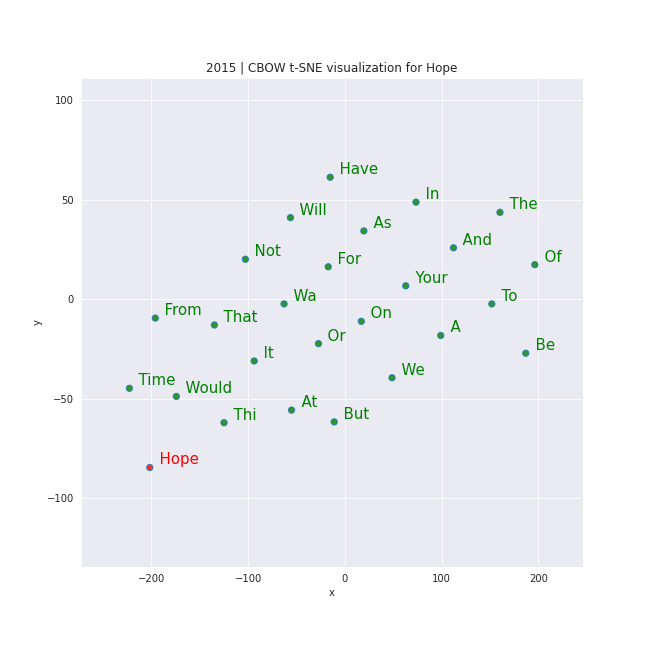 2015 | CBOW t-SNE visualization for Hope
100
Have
In
50
Will
The
As
And
Not
For
Of
Your
0
Wa
To
From
That
On
A
Or
Be
It
We
Time
Would
−50
At
Thi
But
Hope
−100
−200
−100
0
100
200
x
y